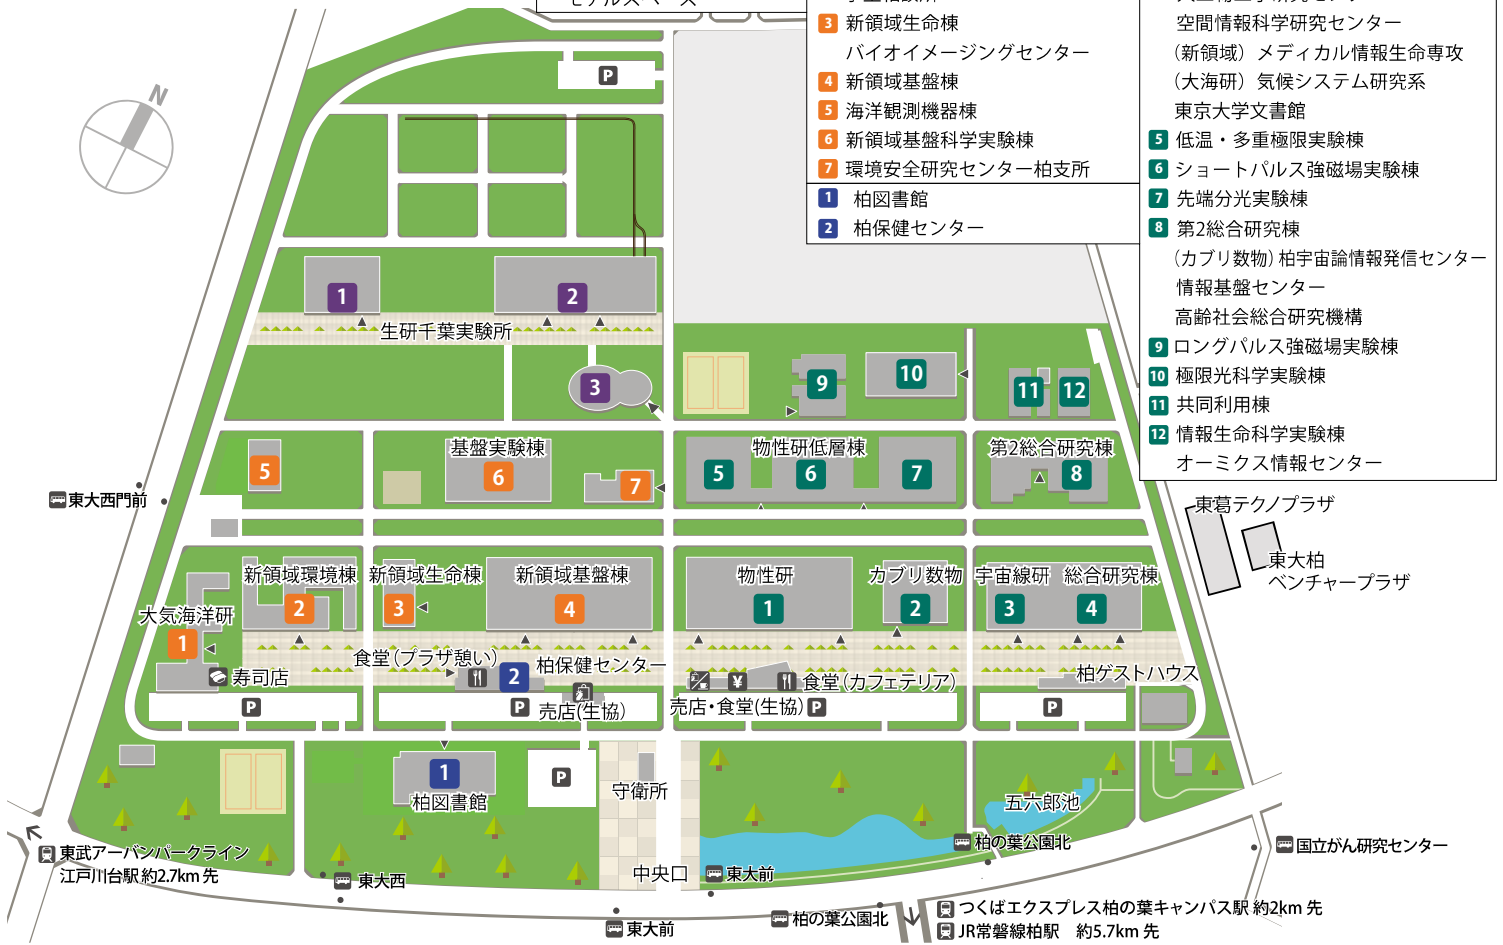 3 新領域生命棟
バイオイメージングセンター
4 新領域基盤棟
5 海洋観測機器棟
6 新領域基盤科学実験棟
7 環境安全研究センター柏支所
1 柏図書館
2 柏保健センター
空間情報科学研究センター
(新領域)メディカル情報生命専攻
(大海研)気候システム研究系
東京大学文書館
5 低温・多重極限実験棟
6 ショートパルス強磁場実験棟
7 先端分光実験棟
8 第2総合研究棟
(カブリ数物)柏宇宙論情報発信センター
情報基盤センター
高齢社会総合研究機構
9 ロングパルス強磁場実験棟
10 極限光科学実験棟
11 共同利用棟
12 情報生命科学実験棟
オーミクス情報センター
N
P
1
2
生研千葉実験所
3
9
10
11
12
5
基盤実験棟
6
7
物性研低層棟
5
6
7
第2総合研究棟
8
東大西門前
東葛テクノプラザ
東大柏
ベンチャープラザ
新領域環境棟
2
新領域生命棟
3
新領域基盤棟
4
物性研
1
カブリ数物
2
宇宙線研
3
総合研究棟
4
大気海洋研
1
寿司店
食堂(プラザ憩い)
2
柏保健センター
売店(生協)
¥
食堂(カフェテリア)
売店・食堂(生協)
柏ゲストハウス
P
P
P
P
1
柏図書館
P
守衛所
五六郎池
中央口
東武アーバンパークライン
江戸川台駅 約2.7km 先
東大西
東大前
東大前
柏の葉公園北
柏の葉公園北
国立がん研究センター
つくばエクスプレス柏の葉キャンパス駅 約2km 先
JR常磐線柏駅 約5.7km 先